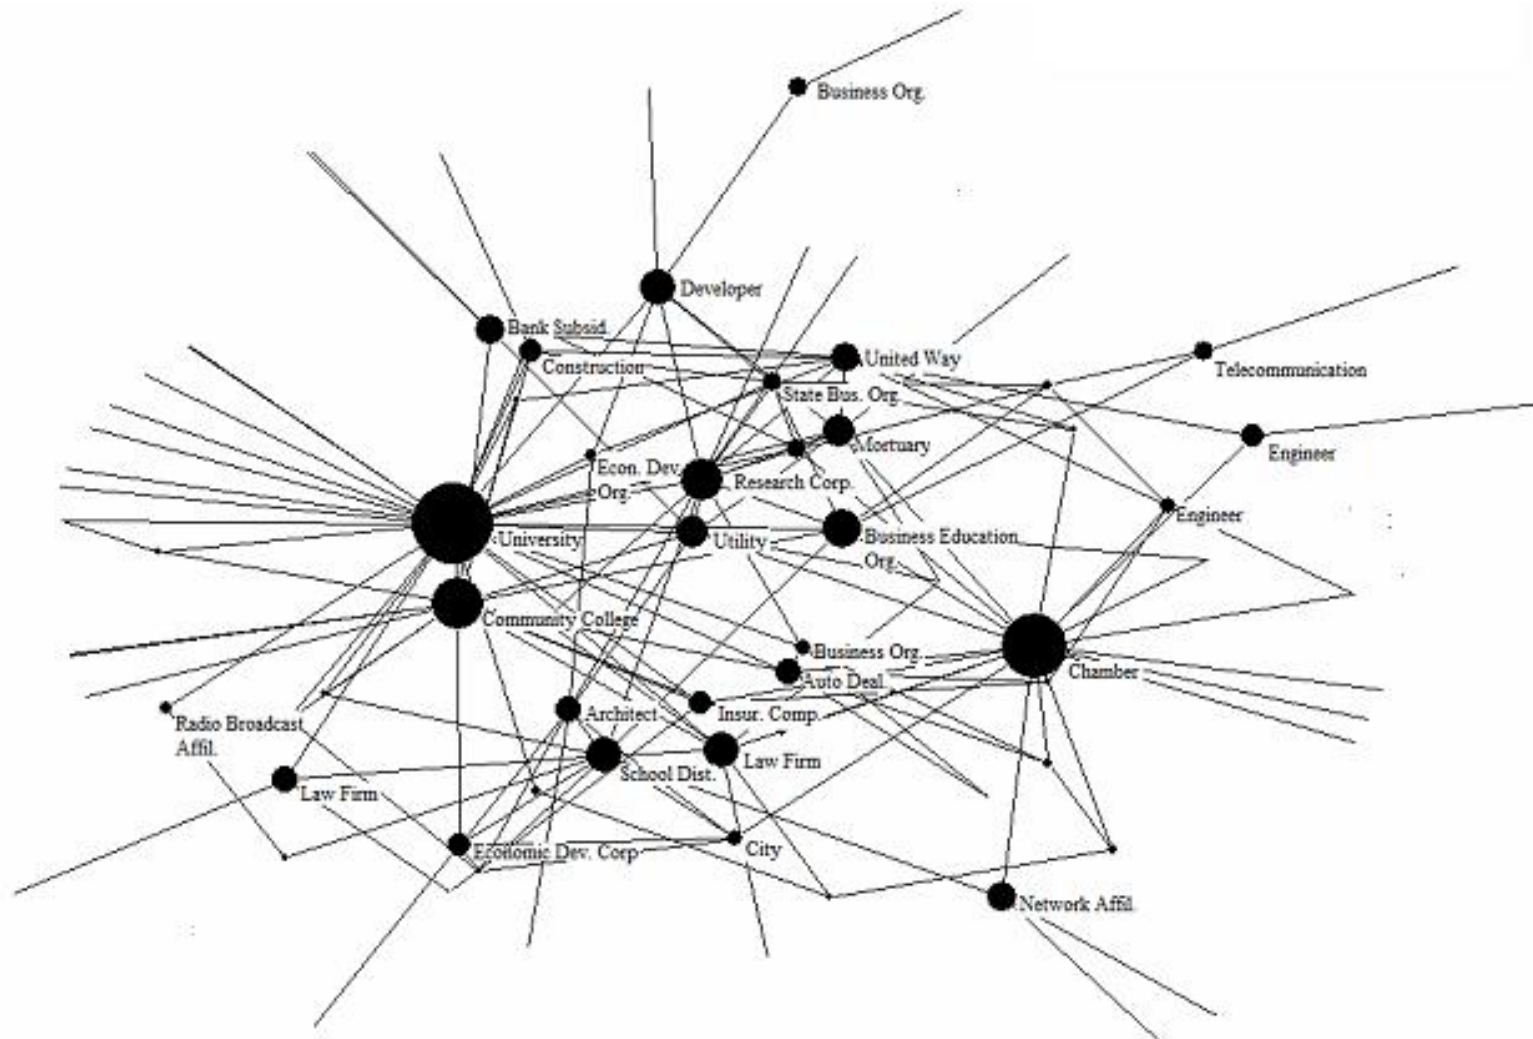 Business Org.
Developer
Bank Subsid.
Construction
United Way
Telecommunication
State Bus. Org.
Mortuary
Engineer
Econ. Dev.
Org.
Research Corp.
Engineer
University
Utility
Business Education
Org.
Community College
Business Org.
Chamber
Auto Deal.
Radio Broadcast
Affil.
Architect
Insur. Comp.
School Dist.
Law Firm
Law Firm
Economic Dev. Corp
City
Network Affil.